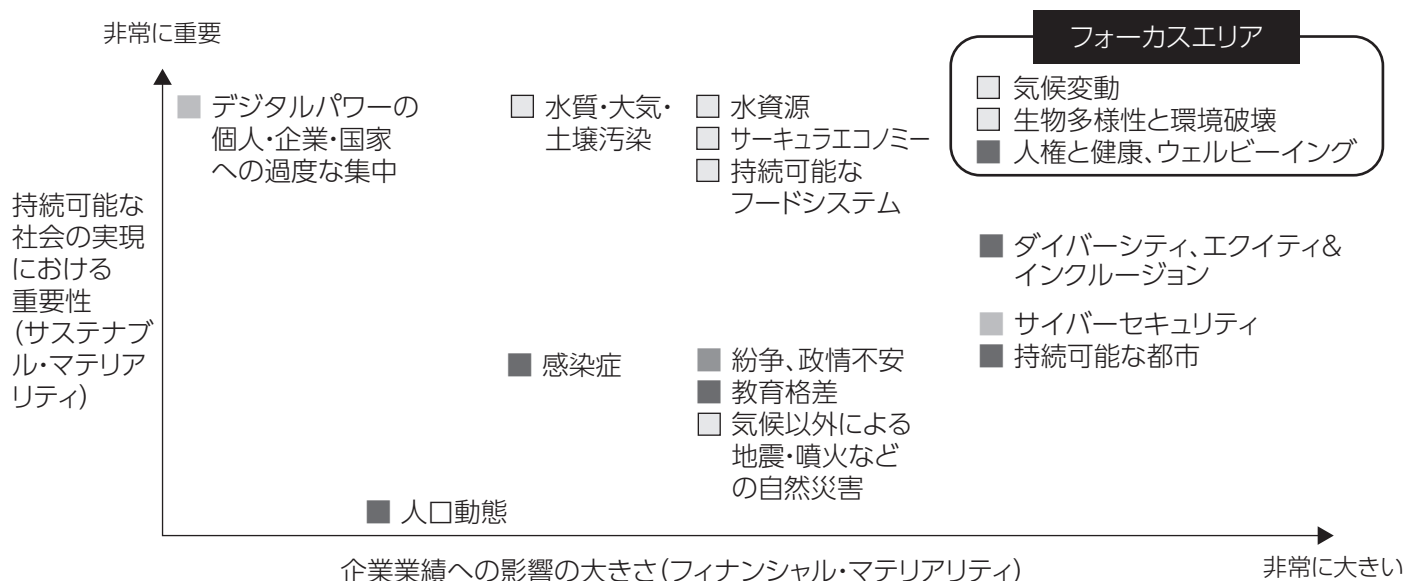 非常に重要
フォーカスエリア
気候変動
生物多様性と環境破壊
人権と健康、ウェルビーイング
デジタルパワーの
個人・企業・国家
への過度な集中
水質・大気・
土壌汚染
水資源
サーキュラエコノミー
持続可能な
フードシステム
持続可能な
社会の実現
における
重要性
(サステナブ
ル・マテリア
リティ)
ダイバーシティ、エクイティ&
インクルージョン
サイバーセキュリティ
持続可能な都市
感染症
紛争、政情不安
教育格差
気候以外による
地震・噴火など
の自然災害
人口動態
企業業績への影響の大きさ(フィナンシャル・マテリアリティ)
非常に大きい